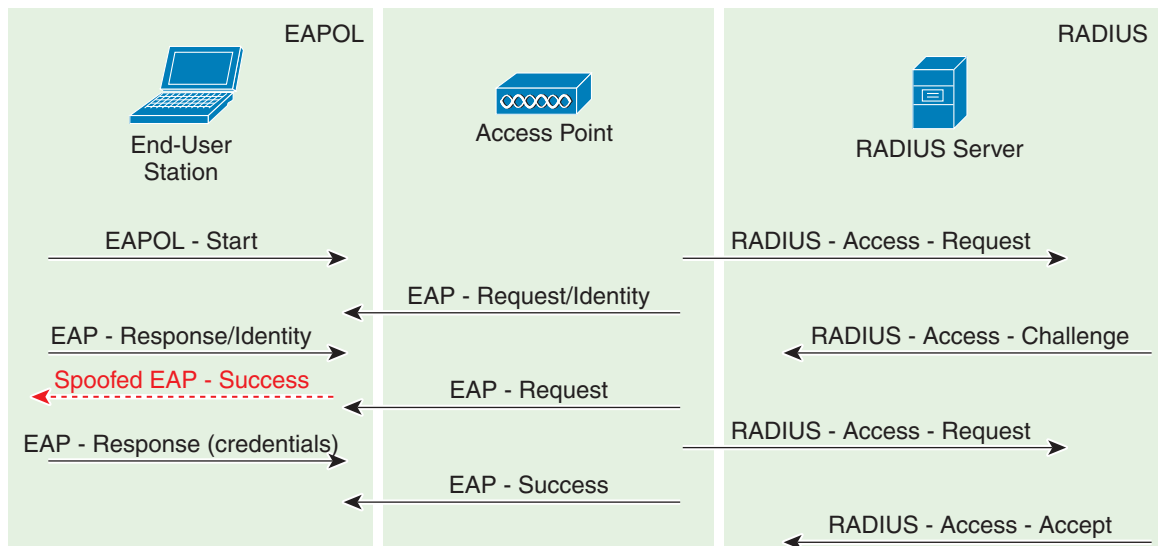 EAPOL
RADIUS
End-User
Station
Access Point
RADIUS Server
EAPOL - Start
RADIUS - Access - Request
EAP - Request/Identity
EAP - Response/Identity
RADIUS - Access - Challenge
Spoofed EAP - Success
EAP - Request
EAP - Response (credentials)
RADIUS - Access - Request
EAP - Success
RADIUS - Access - Accept